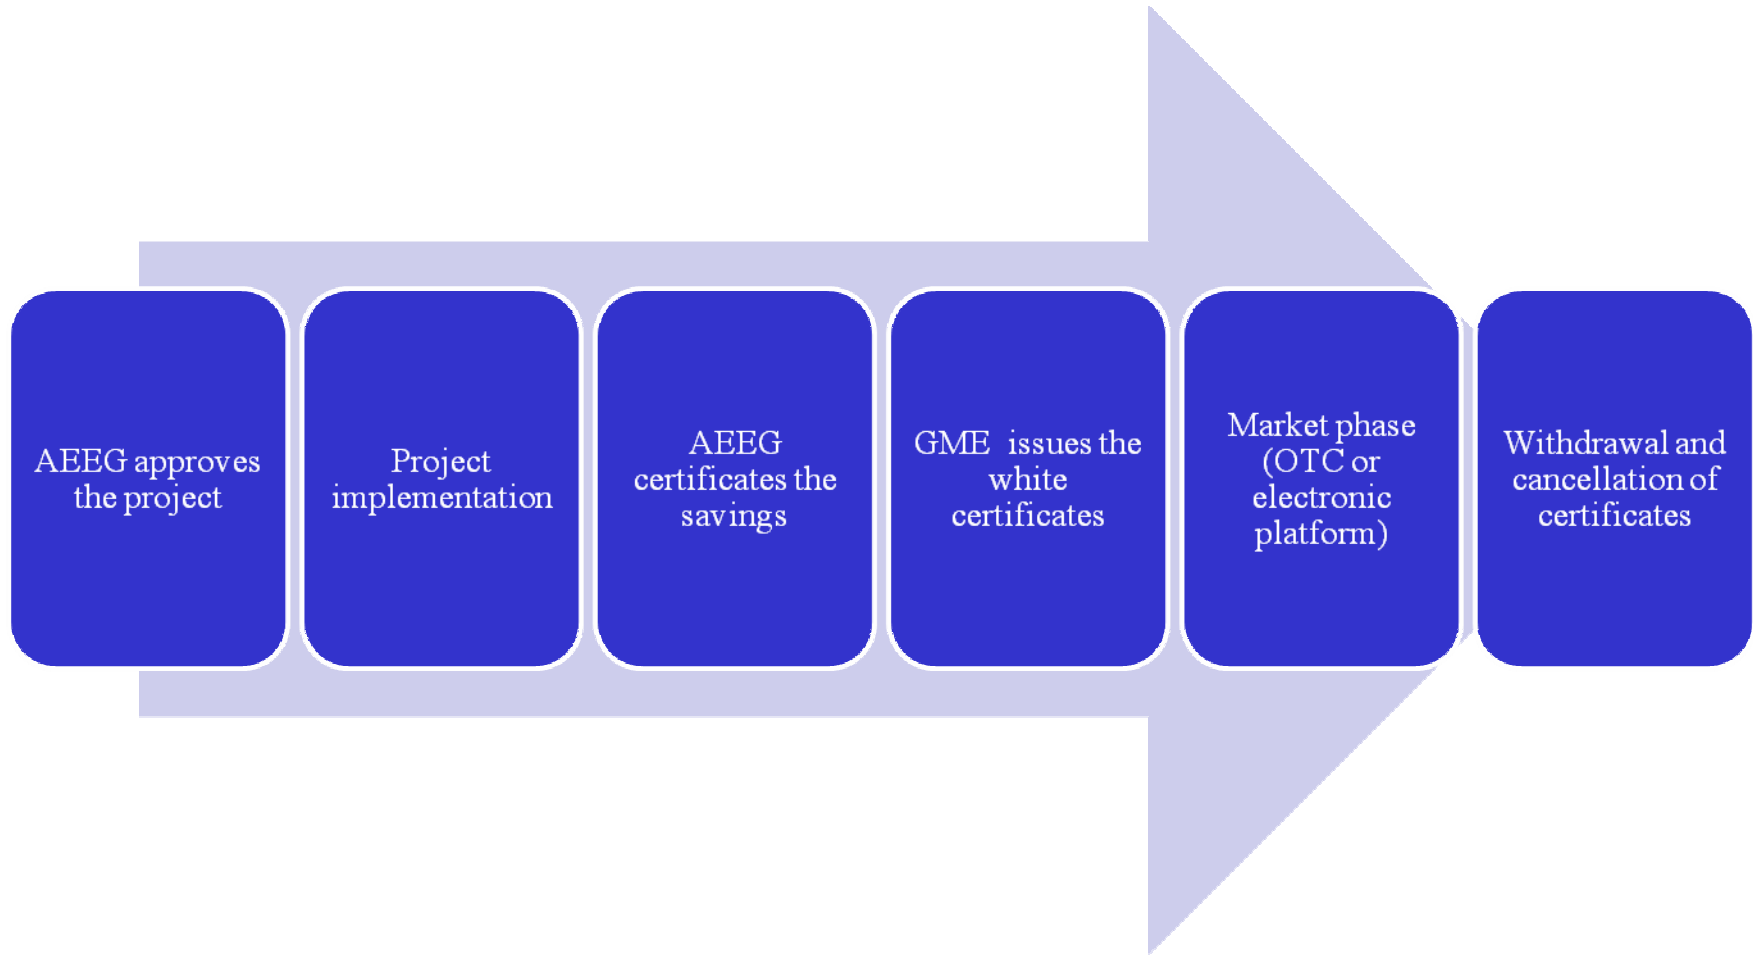 AEEG approves
the project
Project
implementation
AEEG
certificates the
savings
GME issues the
white
certificates
Market phase
(OTC or
electronic
platform)
Withdrawal and
cancellation of
certificates